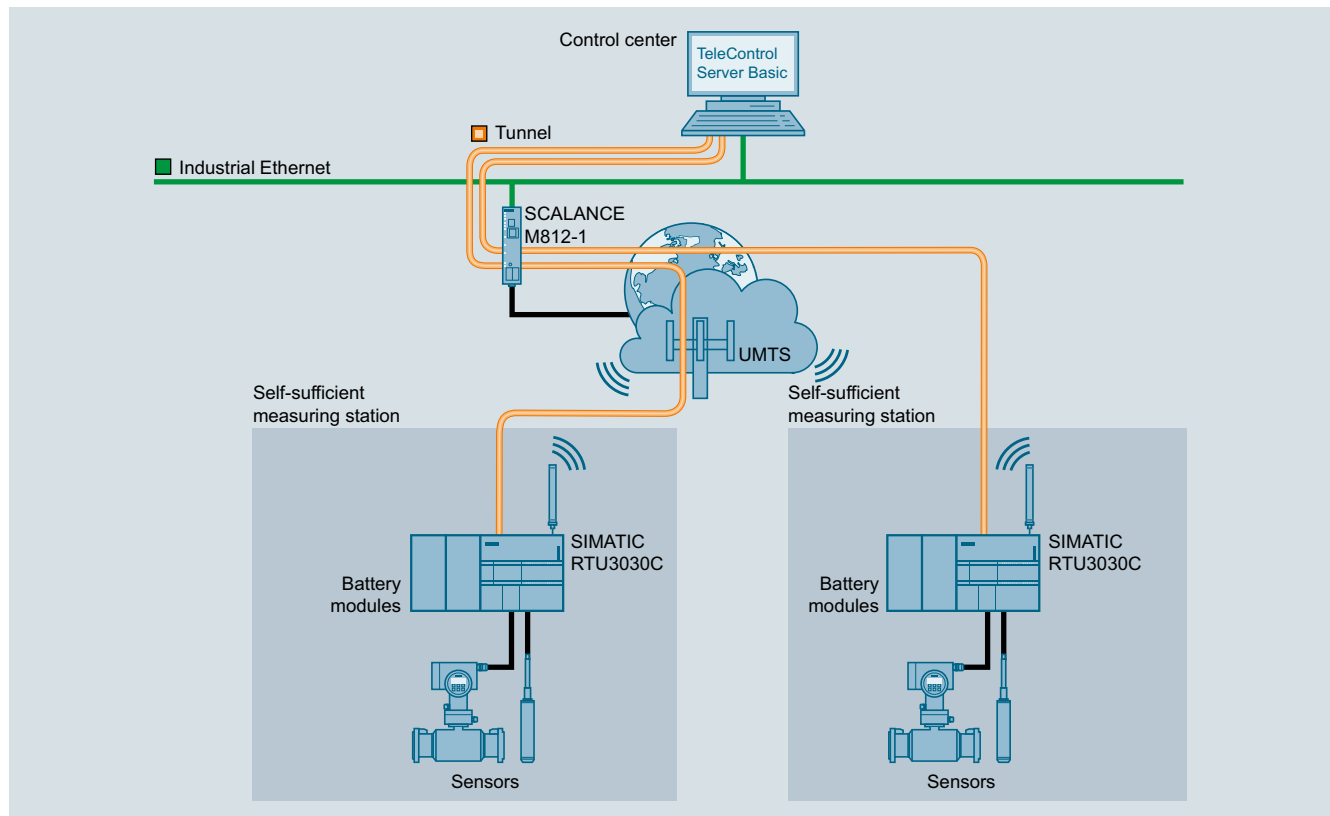 Control center
TeleControl
Server Basic
Tunnel
Industrial Ethernet
SCALANCE
M812-1
UMTS
Self-sufficient
measuring station
Self-sufficient
measuring station
SIMATIC
RTU3030C
Battery
modules
SIMATIC
RTU3030C
Battery
modules
Sensors
Sensors